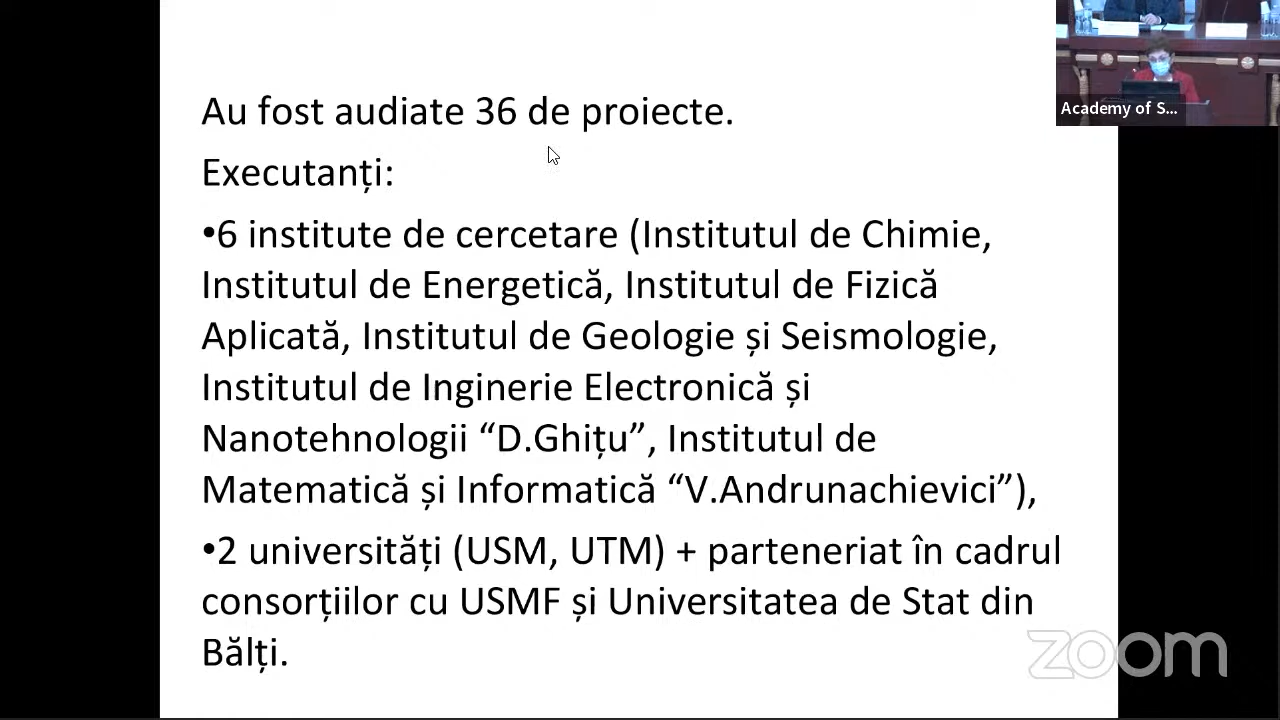 Au fost audiate 36 de proiecte.
Executanți:
•6 institute de cercetare (Institutul de Chimie,
Institutul de Energetică, Institutul de Fizică
Aplicată, Institutul de Geologie și Seismologie,
Institutul de Inginerie Electronică și
Nanotehnologii “D.Ghițu”, Institutul de
Matematică și Informatică “V.Andrunachievici”),
•2 universități (USM, UTM) + parteneriat în cadrul
consorțiilor cu USMF și Universitatea de Stat din
Bălți.
Academy of S...
zoom